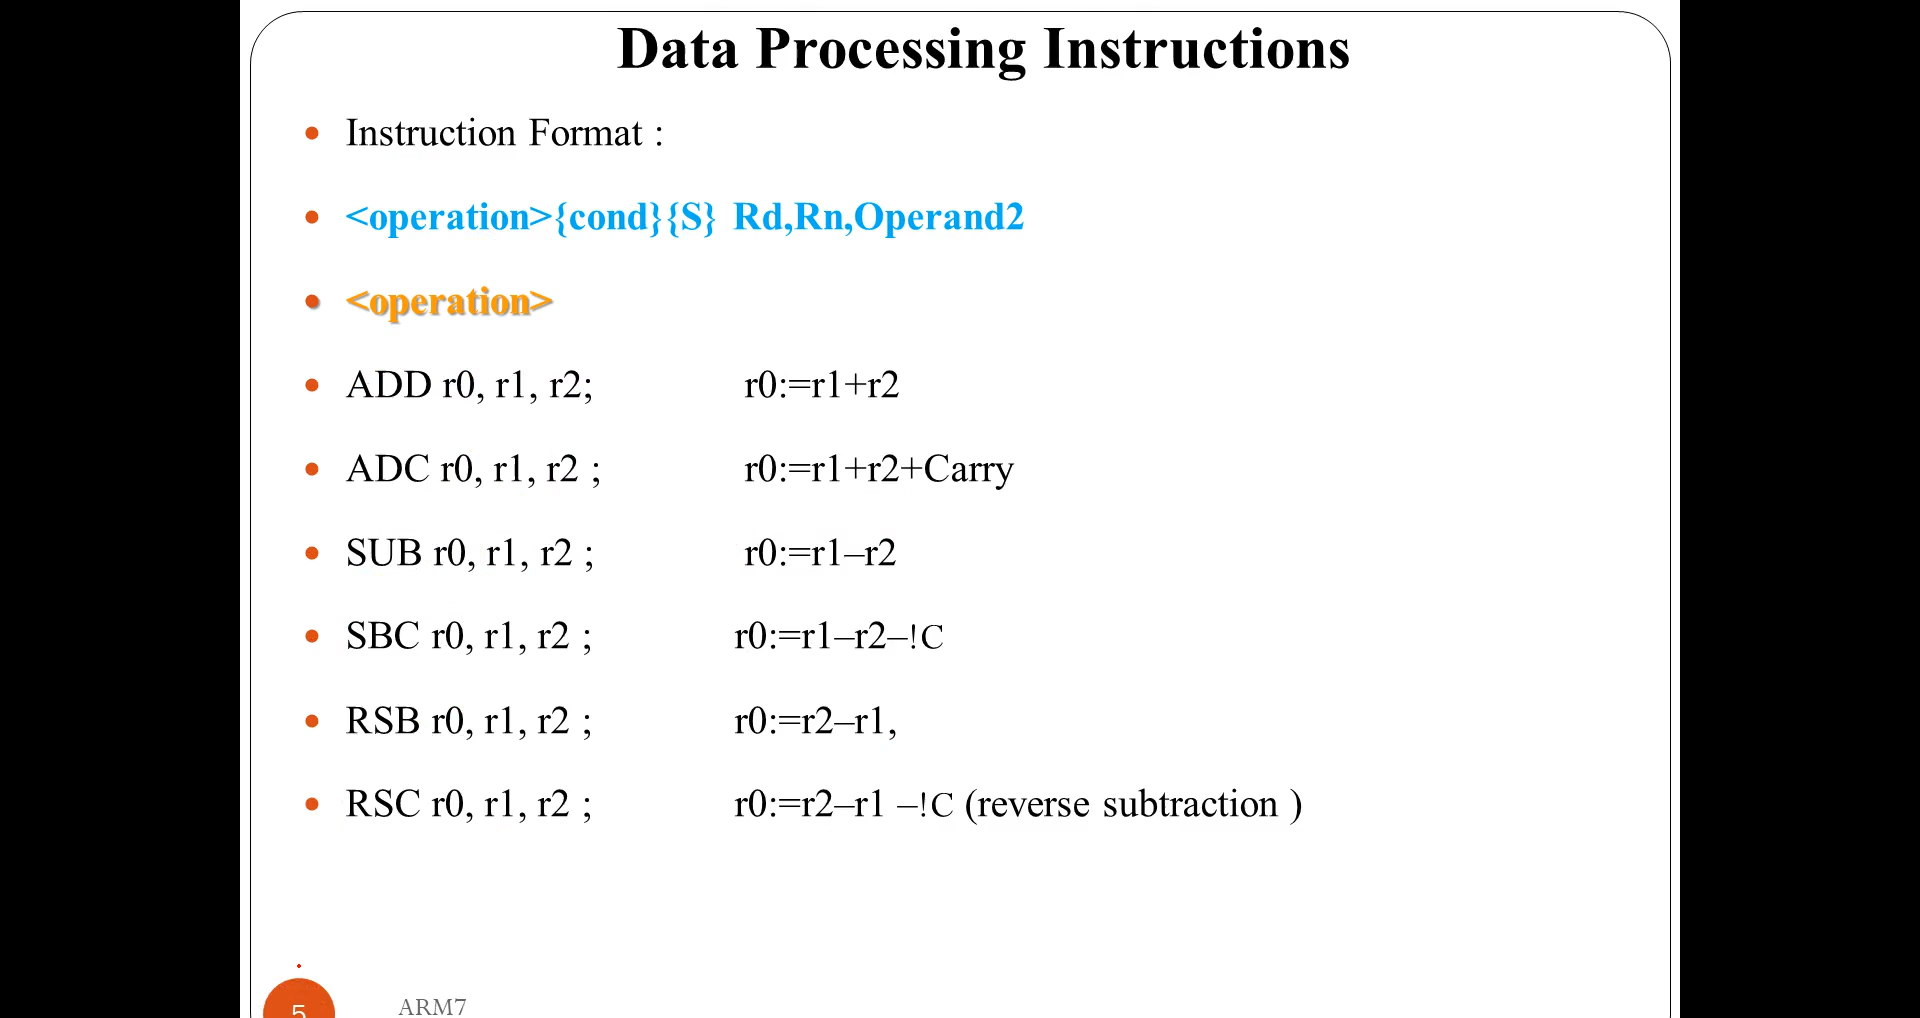 Data Processing Instructions
Instruction Format :
<operation>{cond}{S} Rd,Rn,Operand2
<operation>
ADD r0, r1, r2; r0:=r1+r2
ADC r0, r1, r2 ; r0:=r1+r2+Carry
SUB r0, r1, r2 ; r0:=r1–r2
SBC r0, r1, r2 ; r0:=r1–r2–!C
RSB r0, r1, r2 ; r0:=r2–r1,
RSC r0, r1, r2 ; r0:=r2–r1 –!C (reverse subtraction )
5 ARM7